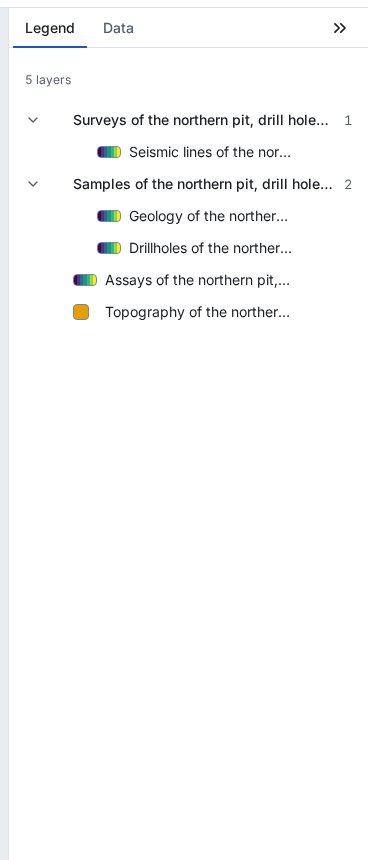 Legend Data
5 layers
Surveys of the northern pit, drill hole... 1
Seismic lines of the nor...
Samples of the northern pit, drill hole... 2
Geology of the norther...
Drillholes of the norther...
Assays of the northern pit,...
Topography of the norther...